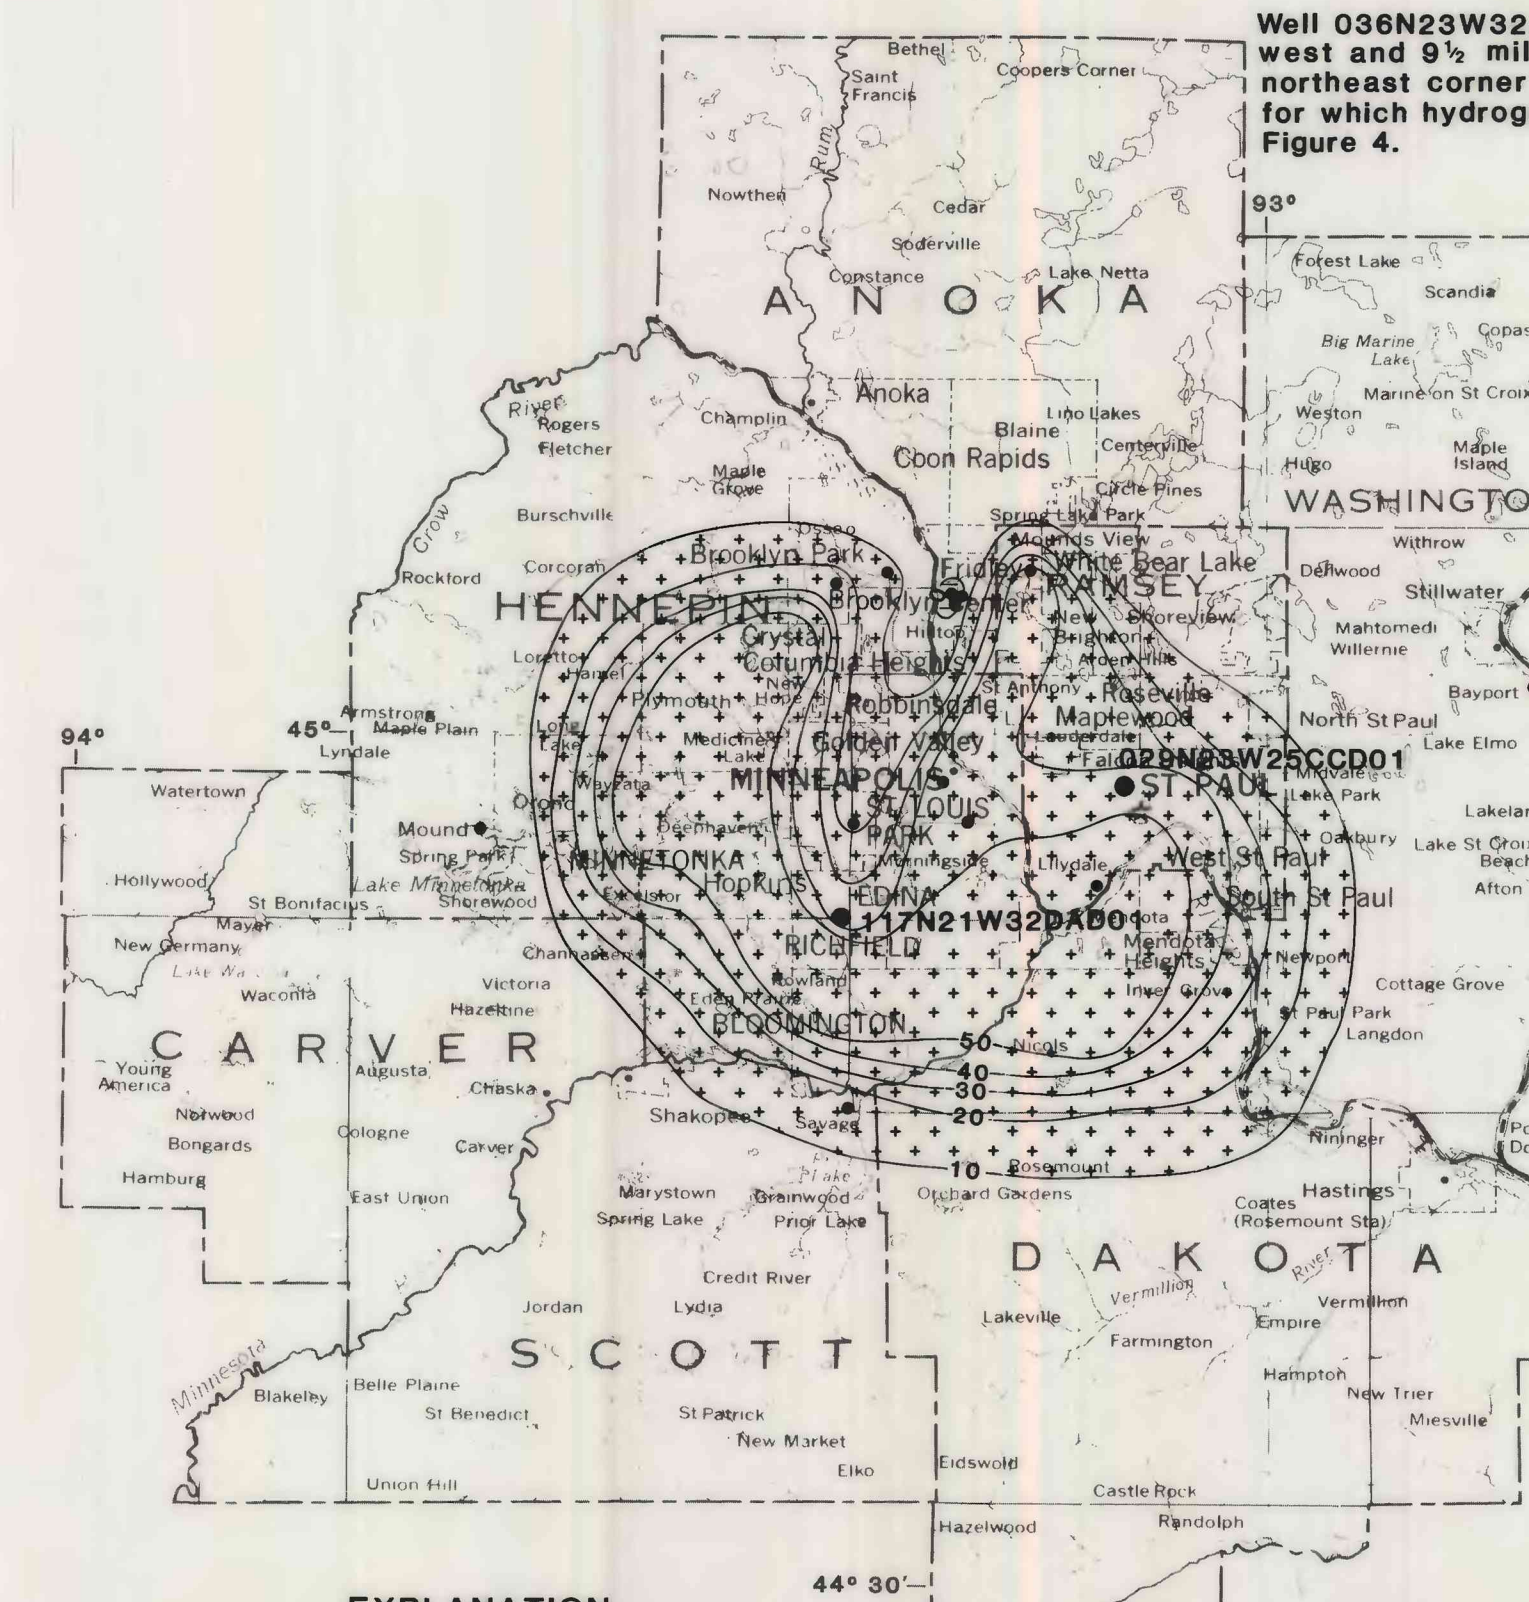 Well 036N23W32
west and 9½ mil
northeast corner
for which hydrog
Figure 4.
Bethel
Saint
Francis
Coopers Corner
Rum
Nowthen
Cedar
93°
Soderville
Constance
Lake Netta
Forest Lake
Scandia
A N O K A
Copas
Big Marine
Lake
Anoka
Marine on St Croix
River
Rogers
Champlin
Lino Lakes
Weston
Fletcher
Blaine
Centerville
Maple
Island
Coon Rapids
Hugo
Maple
Grove
Circle Pines
WASHINGTO
Burschville
Spring Lake Park
Crow
Osseo
Mounds View
Withrow
Brooklyn Park
White Bear Lake
Corcoran
Fridley
Dellwood
Rockford
RAMSEY
Stillwater
HENNEPIN
Brooklyn Center
New
Brighton
Shoreview
Mahtomedi
Willernie
Crystal
Hilltop
Loretto
Columbia Heights
Arden Hills
Hamel
New
Hope
St Anthony
Plymouth
Roseville
Bayport
Robbinsdale
Armstrong
Maple Plain
45°
94°
Long
Lake
Maplewood
North St Paul
Lyndale
Medicine
Lake
Golden Valley
Lauderdale
Lake Elmo
Falcon Heights
029N23W25CCD01
MINNEAPOLIS
ST PAUL
Midvale
Lake Park
Watertown
Wayzata
Orono
ST LOUIS
PARK
Lakelan
Mound
Deephaven
Oakbury
Lake St Croix
Beach
Spring Park
MINNETONKA
Morningside
Lilydale
West St Paul
Hollywood
Lake Minnetonka
Hopkins
EDINA
Afton
St Bonifacius
Shorewood
Excelsior
South St Paul
Mayer
117N21W32DAD01
Mendota
New Germany
RICHFIELD
Mendota
Heights
Chanhassen
Newport
Waconia
Victoria
Rowland
Cottage Grove
Eden Prairie
Inver Grove
Hazeltine
BLOOMINGTON
St Paul Park
Langdon
C A R V E R
50
Nicols
Young
America
Augusta
40
Chaska
30
Norwood
Shakopee
Savage
20
Cologne
Bongards
Carver
Nininger
10
Rosemount
Hamburg
East Union
Marystown
Grainwood
Orchard Gardens
Hastings
Coates
(Rosemount Sta)
Spring Lake
Prior Lake
D A K O T A
River
Credit River
Vermillion
Vermillion
Jordan
Lydia
Lakeville
Empire
Farmington
S C O T T
Minnesota
Hampton
Belle Plaine
Blakeley
New Trier
St Benedict
St Patrick
Miesville
New Market
Elko
Eidswold
Union Hill
Castle Rock
Hazelwood
Randolph
44° 30′
EXPLANATION